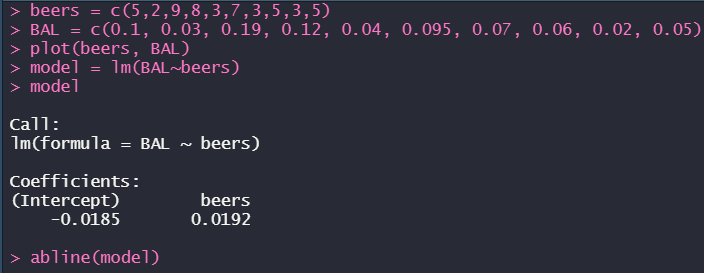 > beers = c(5,2,9,8,3,7,3,5,3,5)
> BAL = c(0.1, 0.03, 0.19, 0.12, 0.04, 0.095, 0.07, 0.06, 0.02, 0.05)
> plot(beers, BAL)
> model = lm(BAL~beers)
> model
Call:
lm(formula = BAL ~ beers)
Coefficients:
(Intercept)        beers
    -0.0185       0.0192
> abline(model)